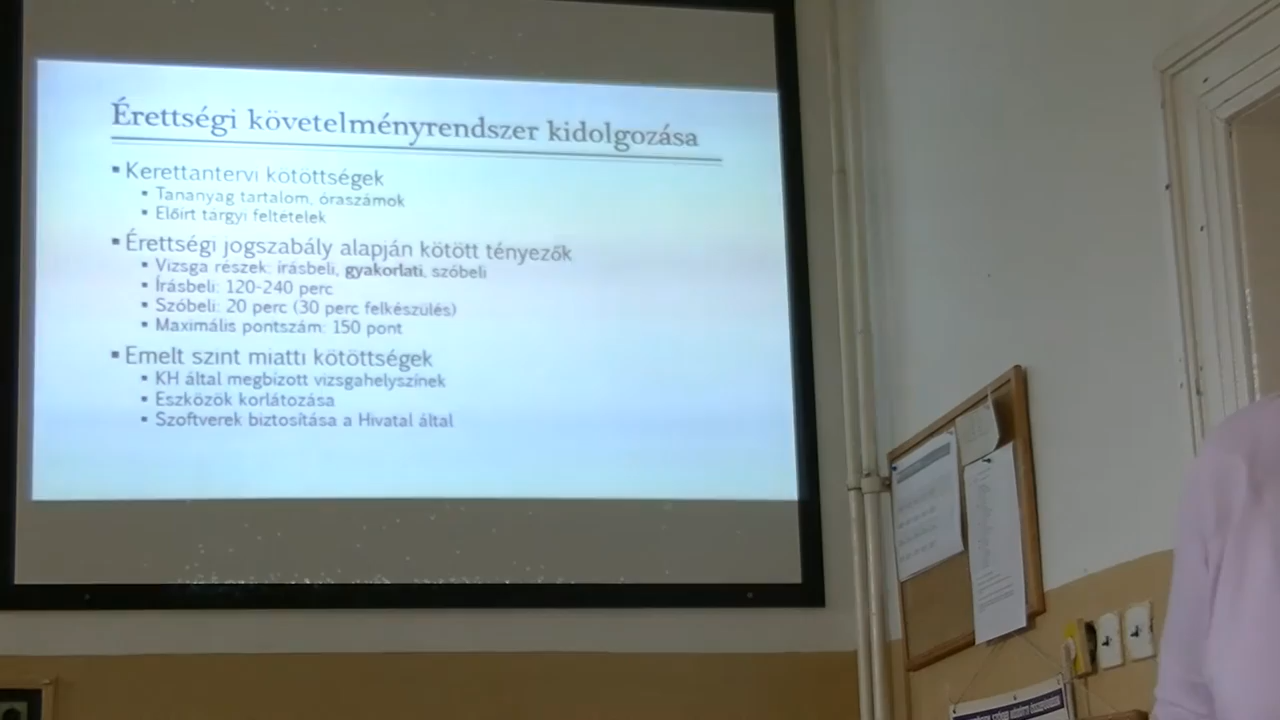 Érettségi követelményrendszer kidolgozása
▪ Kerettantervi kötöttségek
▪ Tananyag tartalom, óraszámok
▪ Előírt tárgyi feltételek
▪ Érettségi jogszabály alapján kötött tényezők
▪ Vizsga részek: írásbeli, gyakorlati, szóbeli
▪ Írásbeli: 120-240 perc
▪ Szóbeli: 20 perc (30 perc felkészülés)
▪ Maximális pontszám: 150 pont
▪ Emelt szint miatti kötöttségek
▪ KH által megbízott vizsgahelyszínek
▪ Eszközök korlátozása
▪ Szoftverek biztosítása a Hivatal által